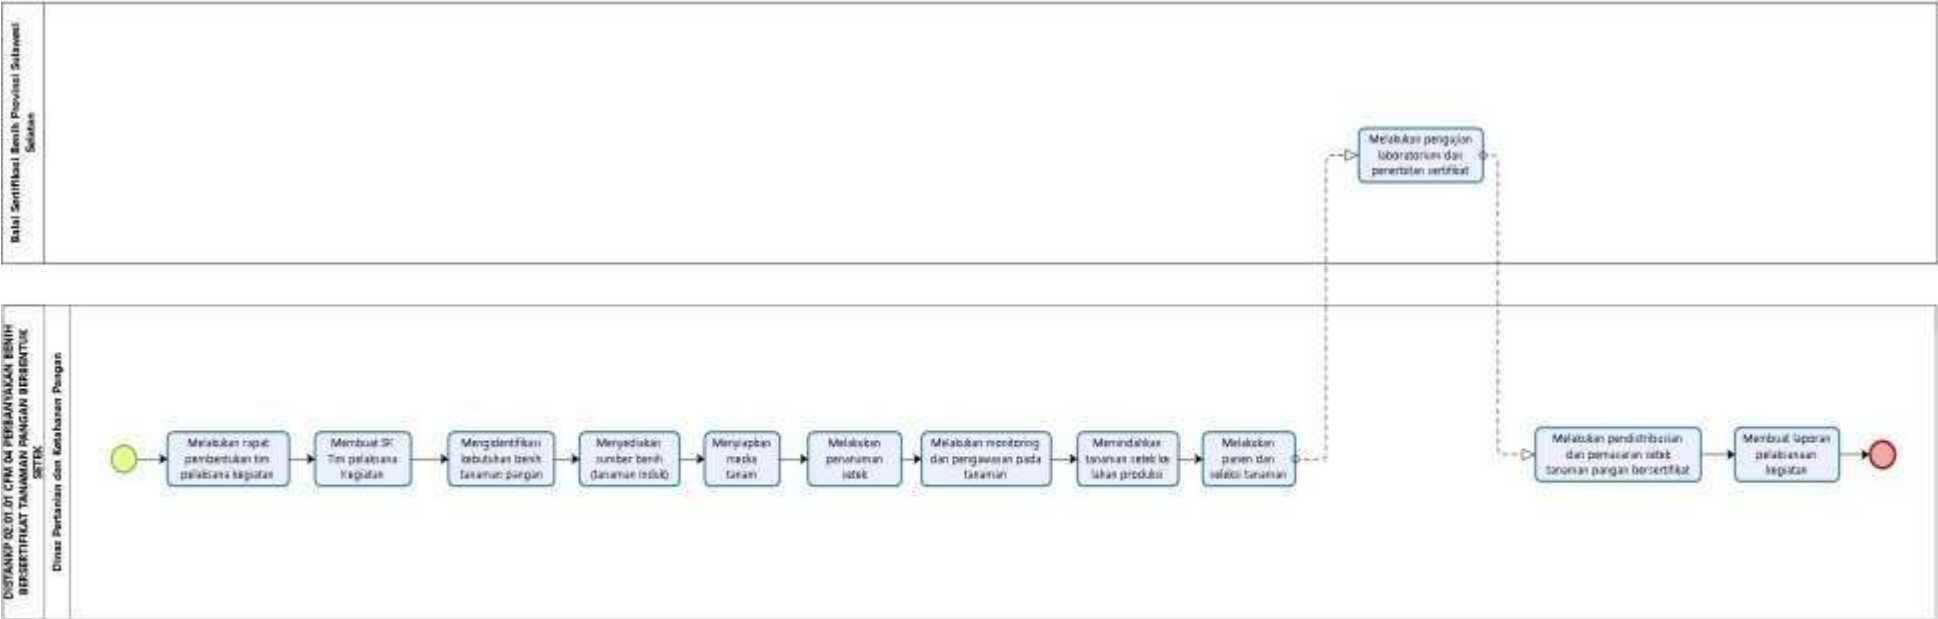 Balai Sertifikasi Benih Provinsi Sulawesi
Selatan
Melakukan pengajian
laboratorium dan
penerbitan sertifikat
DISTANKP 02.01.01 CFM 04 PERBANYAKAN BENIH
BERSERTIFIKAT TANAMAN PANGAN BERBENTUK
SETEK
Dinas Pertanian dan Ketahanan Pangan
Melakukan rapat
pembentukan tim
pelaksana kegiatan
Membuat SK
Tim pelaksana
Kegiatan
Mengidentifikasi
kebutuhan benih
tanaman pangan
Menyediakan
sumber benih
(tanaman induk)
Menyiapkan
media
tanam
Melakukan
penanaman
setek
Melakukan monitoring
dan pengawasan pada
tanaman
Memindahkan
tanaman setek ke
lahan produksi
Melakukan
panen dan
seleksi tanaman
Melakukan pendistribusian
dan pemasaran setek
tanaman pangan bersertifikat
Membuat laporan
pelaksanaan
kegiatan